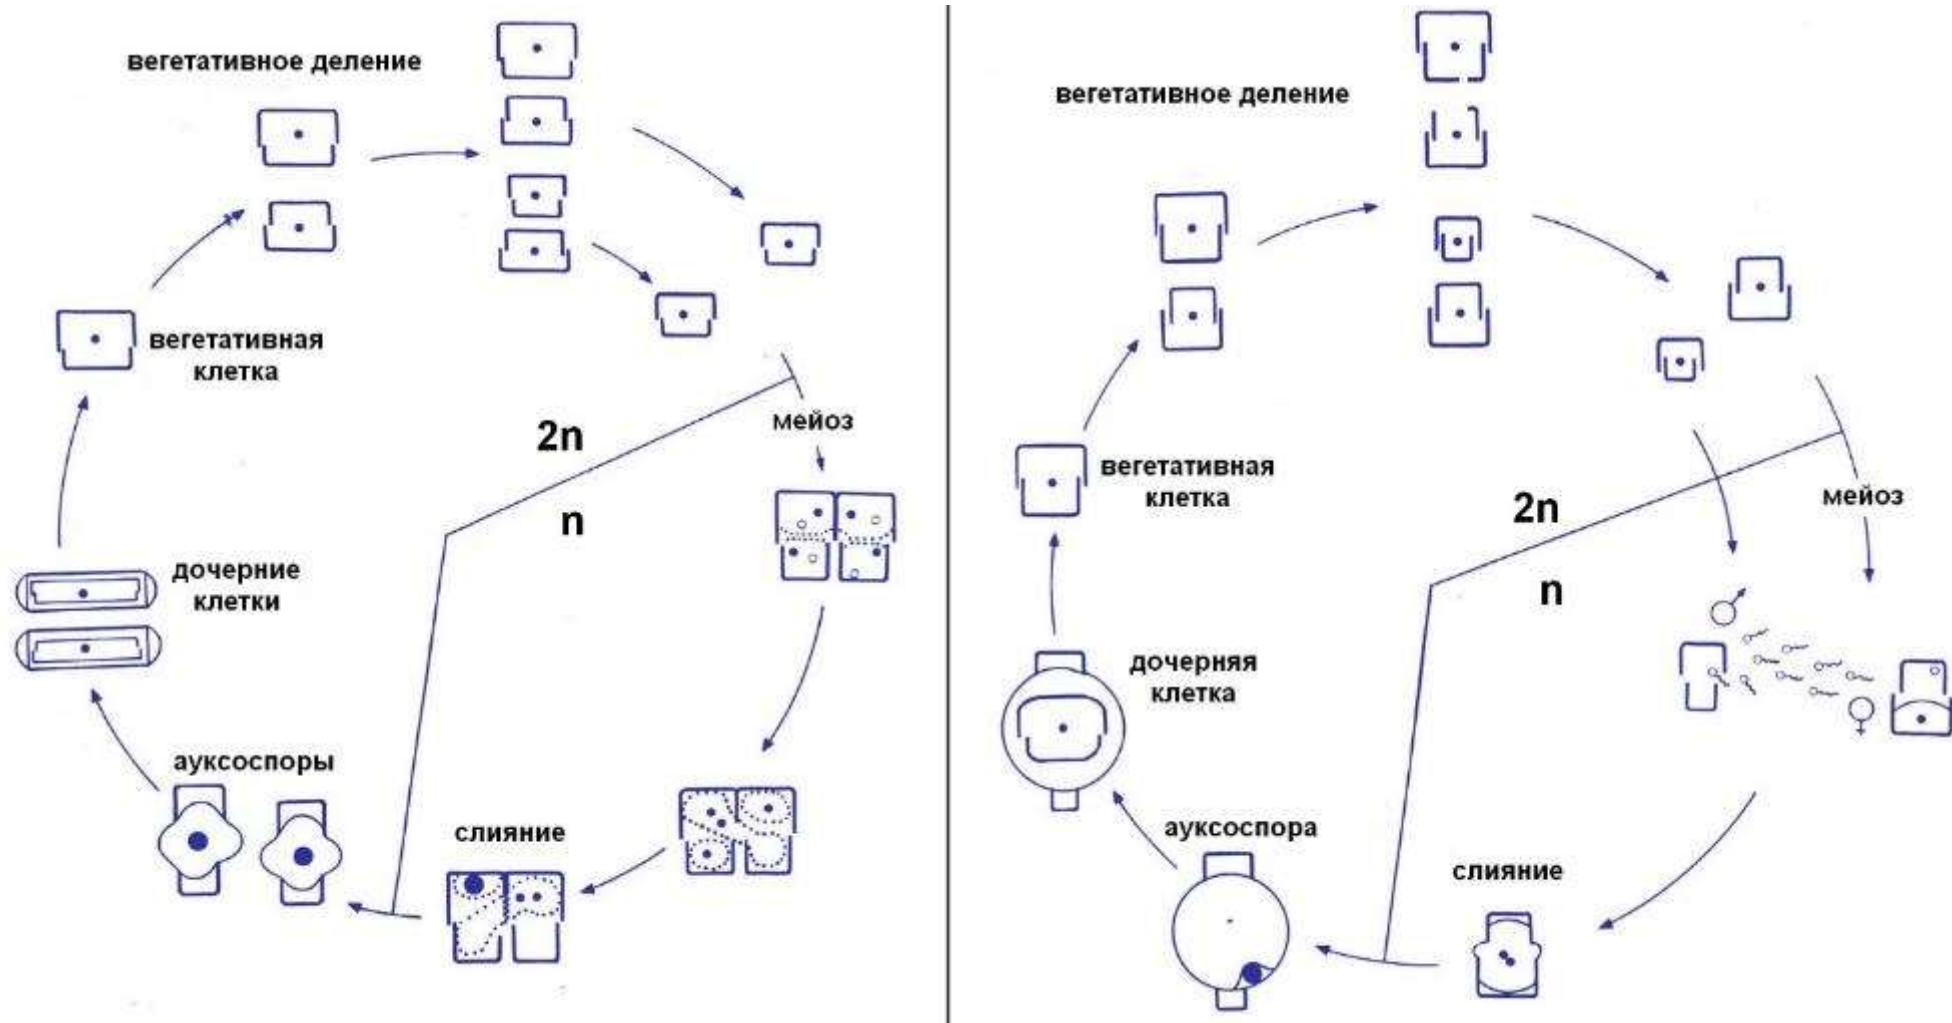 вегетативное деление
вегетативная
клетка
2n
n
мейоз
дочерние
клетки
ауксоспоры
слияние
вегетативное деление
вегетативная
клетка
2n
n
мейоз
дочерняя
клетка
ауксоспора
слияние